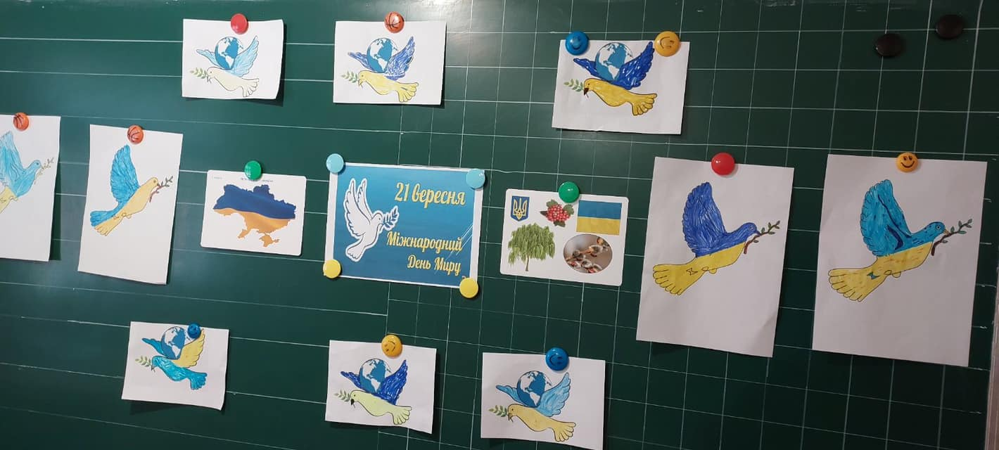 21 вересня
Міжнародний
День Миру